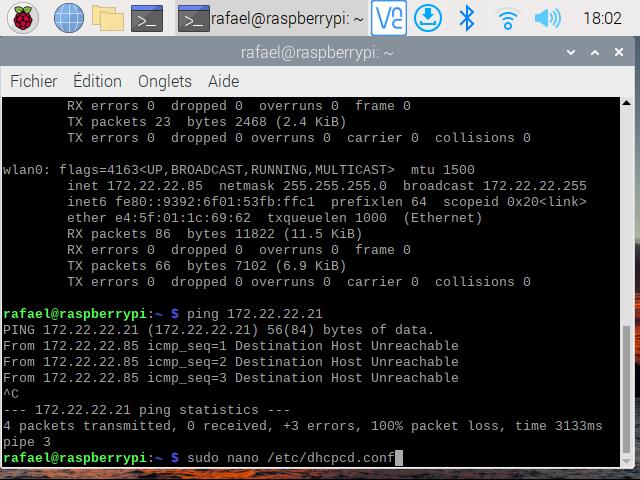 rafael@raspberrypi: ~
18:02
rafael@raspberrypi: ~
Fichier Édition Onglets Aide
RX errors 0 dropped 0 overruns 0 frame 0
TX packets 23 bytes 2468 (2.4 KiB)
TX errors 0 dropped 0 overruns 0 carrier 0 collisions 0
wlan0: flags=4163<UP,BROADCAST,RUNNING,MULTICAST> mtu 1500
inet 172.22.22.85 netmask 255.255.255.0 broadcast 172.22.22.255
inet6 fe80::9392:6f01:53fb:ffc1 prefixlen 64 scopeid 0x20<link>
ether e4:5f:01:1c:69:62 txqueuelen 1000 (Ethernet)
RX packets 86 bytes 11822 (11.5 KiB)
RX errors 0 dropped 0 overruns 0 frame 0
TX packets 66 bytes 7102 (6.9 KiB)
TX errors 0 dropped 0 overruns 0 carrier 0 collisions 0
rafael@raspberrypi:~ $ ping 172.22.22.21
PING 172.22.22.21 (172.22.22.21) 56(84) bytes of data.
From 172.22.22.85 icmp_seq=1 Destination Host Unreachable
From 172.22.22.85 icmp_seq=2 Destination Host Unreachable
From 172.22.22.85 icmp_seq=3 Destination Host Unreachable
^C
--- 172.22.22.21 ping statistics ---
4 packets transmitted, 0 received, +3 errors, 100% packet loss, time 3133ms
pipe 3
rafael@raspberrypi:~ $ sudo nano /etc/dhcpcd.conf